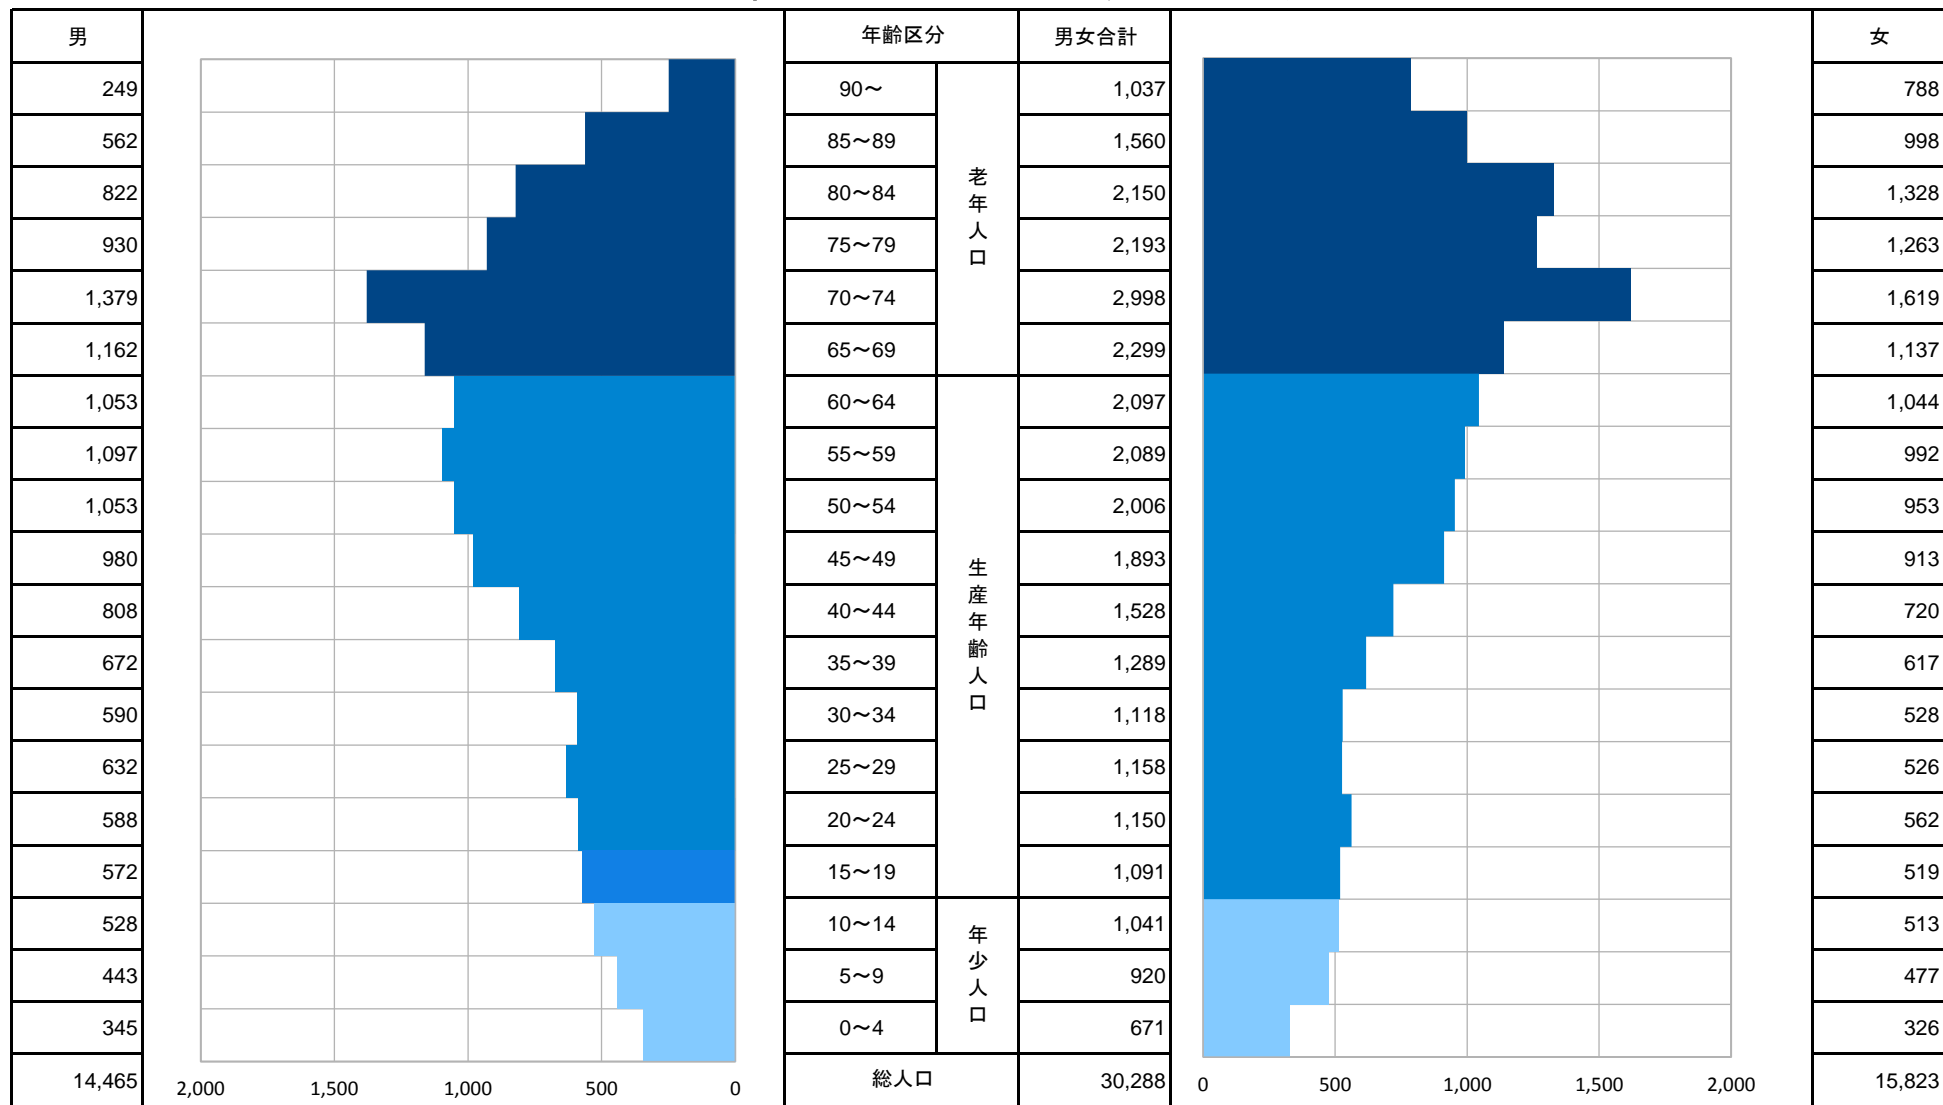 男 年齢区分 男女合計 女
249 90～ 1,037 788
562 85～89 1,560 998
822 80～84 2,150 1,328
930 75～79 2,193 1,263
1,379 70～74 2,998 1,619
1,162 65～69 2,299 1,137
老年人口
1,053 60～64 2,097 1,044
1,097 55～59 2,089 992
1,053 50～54 2,006 953
980 45～49 1,893 913
808 40～44 1,528 720
672 35～39 1,289 617
590 30～34 1,118 528
632 25～29 1,158 526
588 20～24 1,150 562
572 15～19 1,091 519
生産年齢人口
528 10～14 1,041 513
443 5～9 920 477
345 0～4 671 326
年少人口
14,465 総人口 30,288 15,823
2,000 1,500 1,000 500 0
0 500 1,000 1,500 2,000